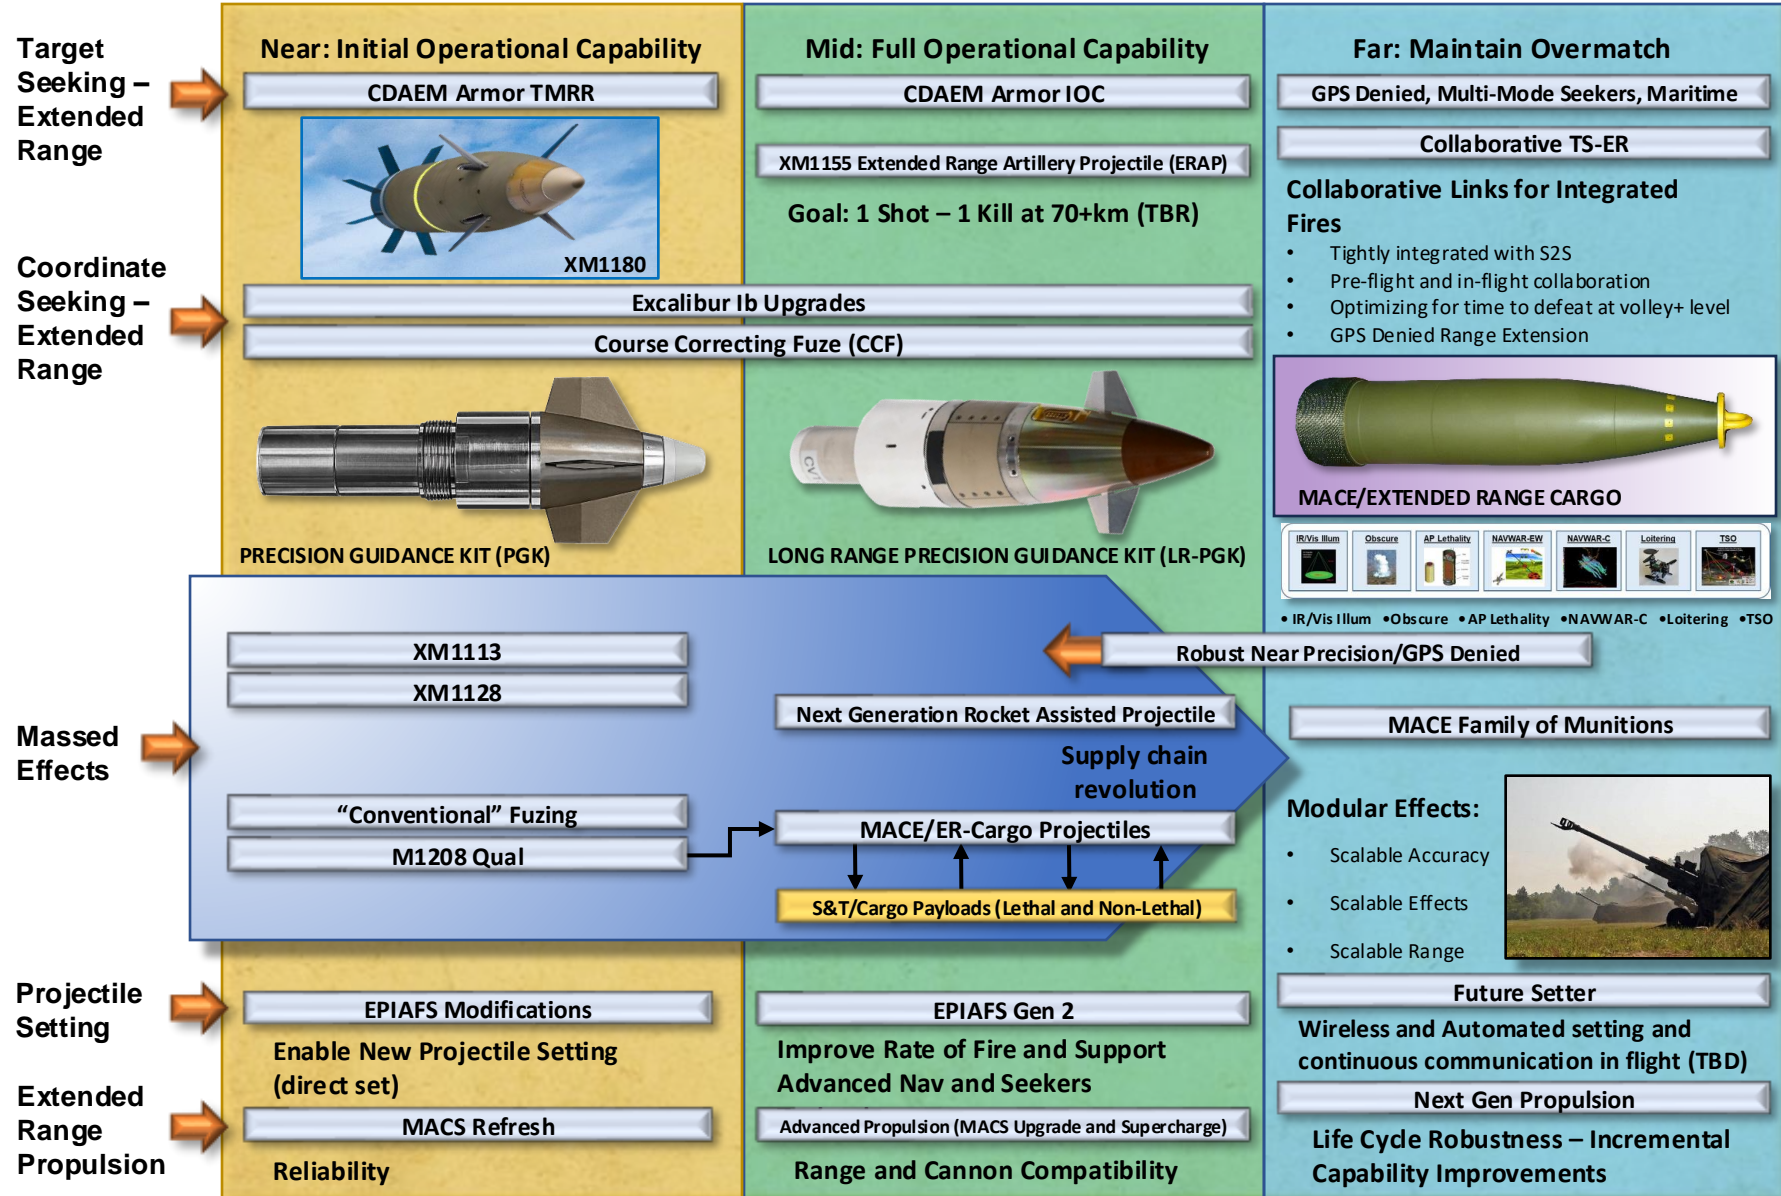 Near: Initial Operational Capability
Mid: Full Operational Capability
Far: Maintain Overmatch
Target
Seeking –
Extended
Range
CDAEM Armor TMRR
XM1180
CDAEM Armor IOC
XM1155 Extended Range Artillery Projectile (ERAP)
Goal: 1 Shot – 1 Kill at 70+km (TBR)
GPS Denied, Multi-Mode Seekers, Maritime
Collaborative TS-ER
Collaborative Links for Integrated
Fires
• Tightly integrated with S2S
• Pre-flight and in-flight collaboration
• Optimizing for time to defeat at volley+ level
• GPS Denied Range Extension
Coordinate
Seeking –
Extended
Range
Excalibur Ib Upgrades
Course Correcting Fuze (CCF)
PRECISION GUIDANCE KIT (PGK)
CVT
LONG RANGE PRECISION GUIDANCE KIT (LR-PGK)
MACE/EXTENDED RANGE CARGO
IR/Vis Illum
Obscure
AP Lethality
NAVWAR-EW
NAVWAR-C
Loitering
TSO
• IR/Vis Illum •Obscure •AP Lethality •NAVWAR-C •Loitering •TSO
Massed
Effects
XM1113
XM1128
Robust Near Precision/GPS Denied
Next Generation Rocket Assisted Projectile
Supply chain
revolution
"Conventional" Fuzing
M1208 Qual
MACE/ER-Cargo Projectiles
S&T/Cargo Payloads (Lethal and Non-Lethal)
MACE Family of Munitions
Modular Effects:
• Scalable Accuracy
• Scalable Effects
• Scalable Range
Projectile
Setting
EPIAFS Modifications
Enable New Projectile Setting
(direct set)
EPIAFS Gen 2
Improve Rate of Fire and Support
Advanced Nav and Seekers
Future Setter
Wireless and Automated setting and
continuous communication in flight (TBD)
Extended
Range
Propulsion
MACS Refresh
Reliability
Advanced Propulsion (MACS Upgrade and Supercharge)
Range and Cannon Compatibility
Next Gen Propulsion
Life Cycle Robustness – Incremental
Capability Improvements